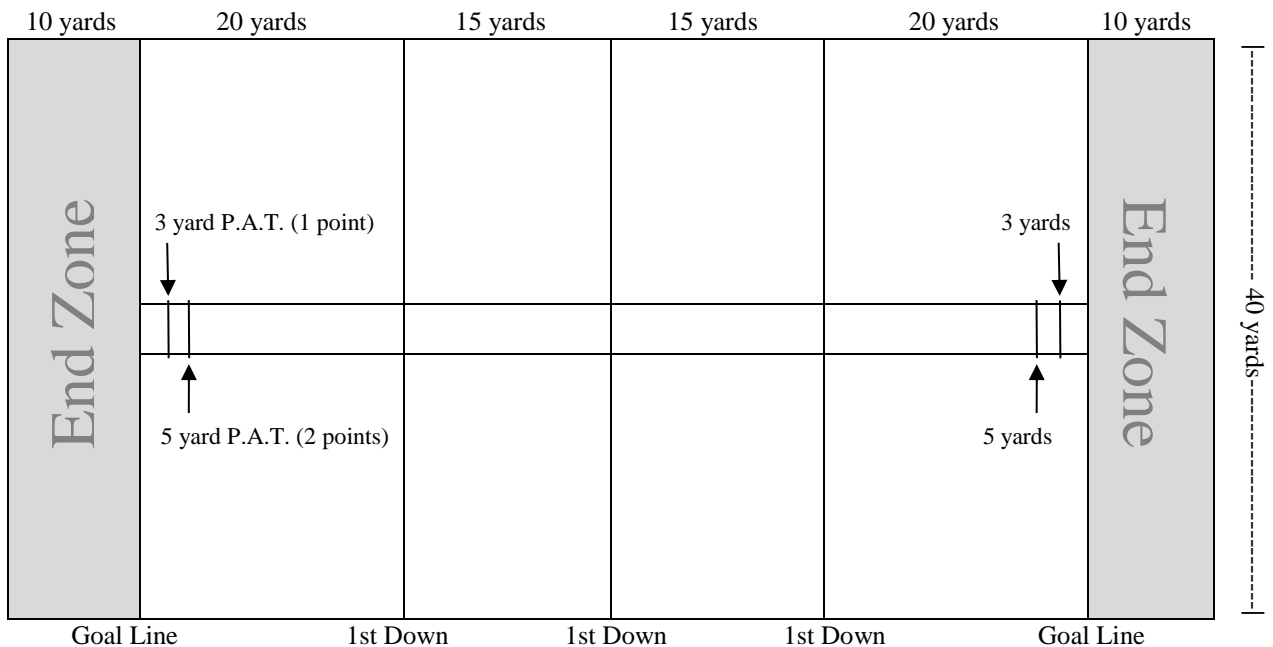 10 yards 20 yards 15 yards 15 yards 20 yards 10 yards
3 yard P.A.T. (1 point)
3 yards
End Zone
End Zone
40 yards
5 yard P.A.T. (2 points)
5 yards
Goal Line 1st Down 1st Down 1st Down Goal Line